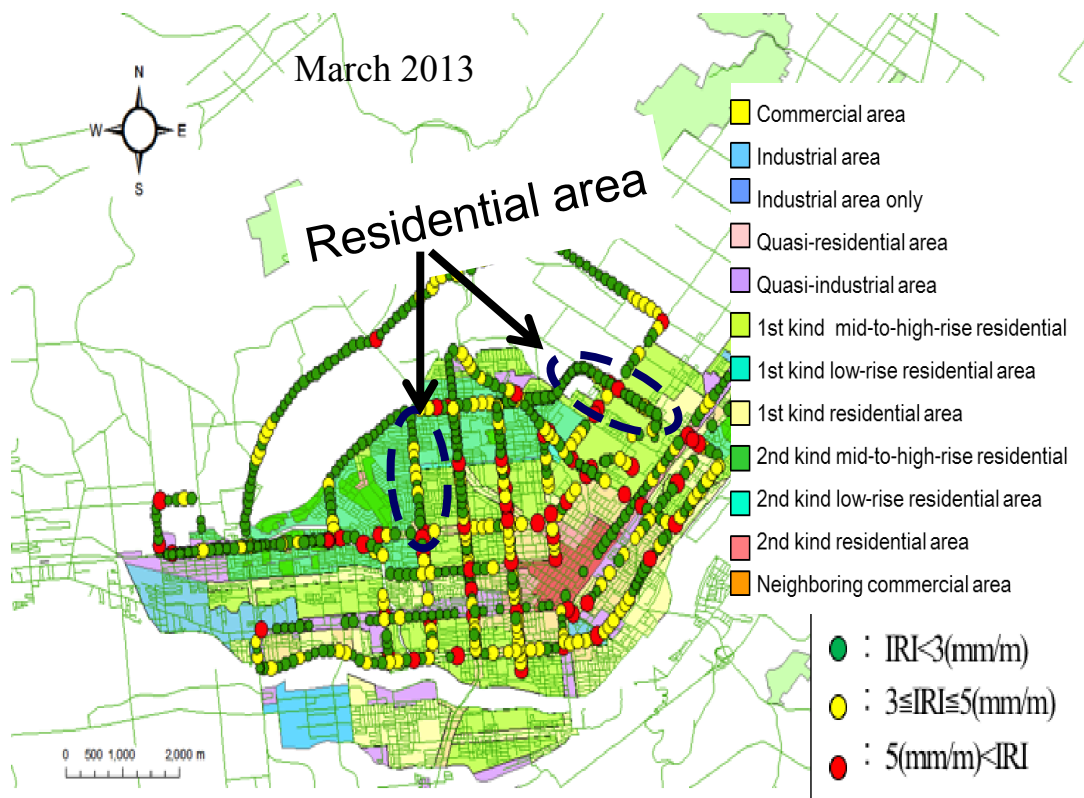 March 2013
N
W E
S
Residential area
Commercial area
Industrial area
Industrial area only
Quasi-residential area
Quasi-industrial area
1st kind mid-to-high-rise residential
1st kind low-rise residential area
1st kind residential area
2nd kind mid-to-high-rise residential
2nd kind low-rise residential area
2nd kind residential area
Neighboring commercial area
: IRI<3(mm/m)
: 3≦IRI≦5(mm/m)
: 5(mm/m)<IRI
0 500 1,000 2,000 m